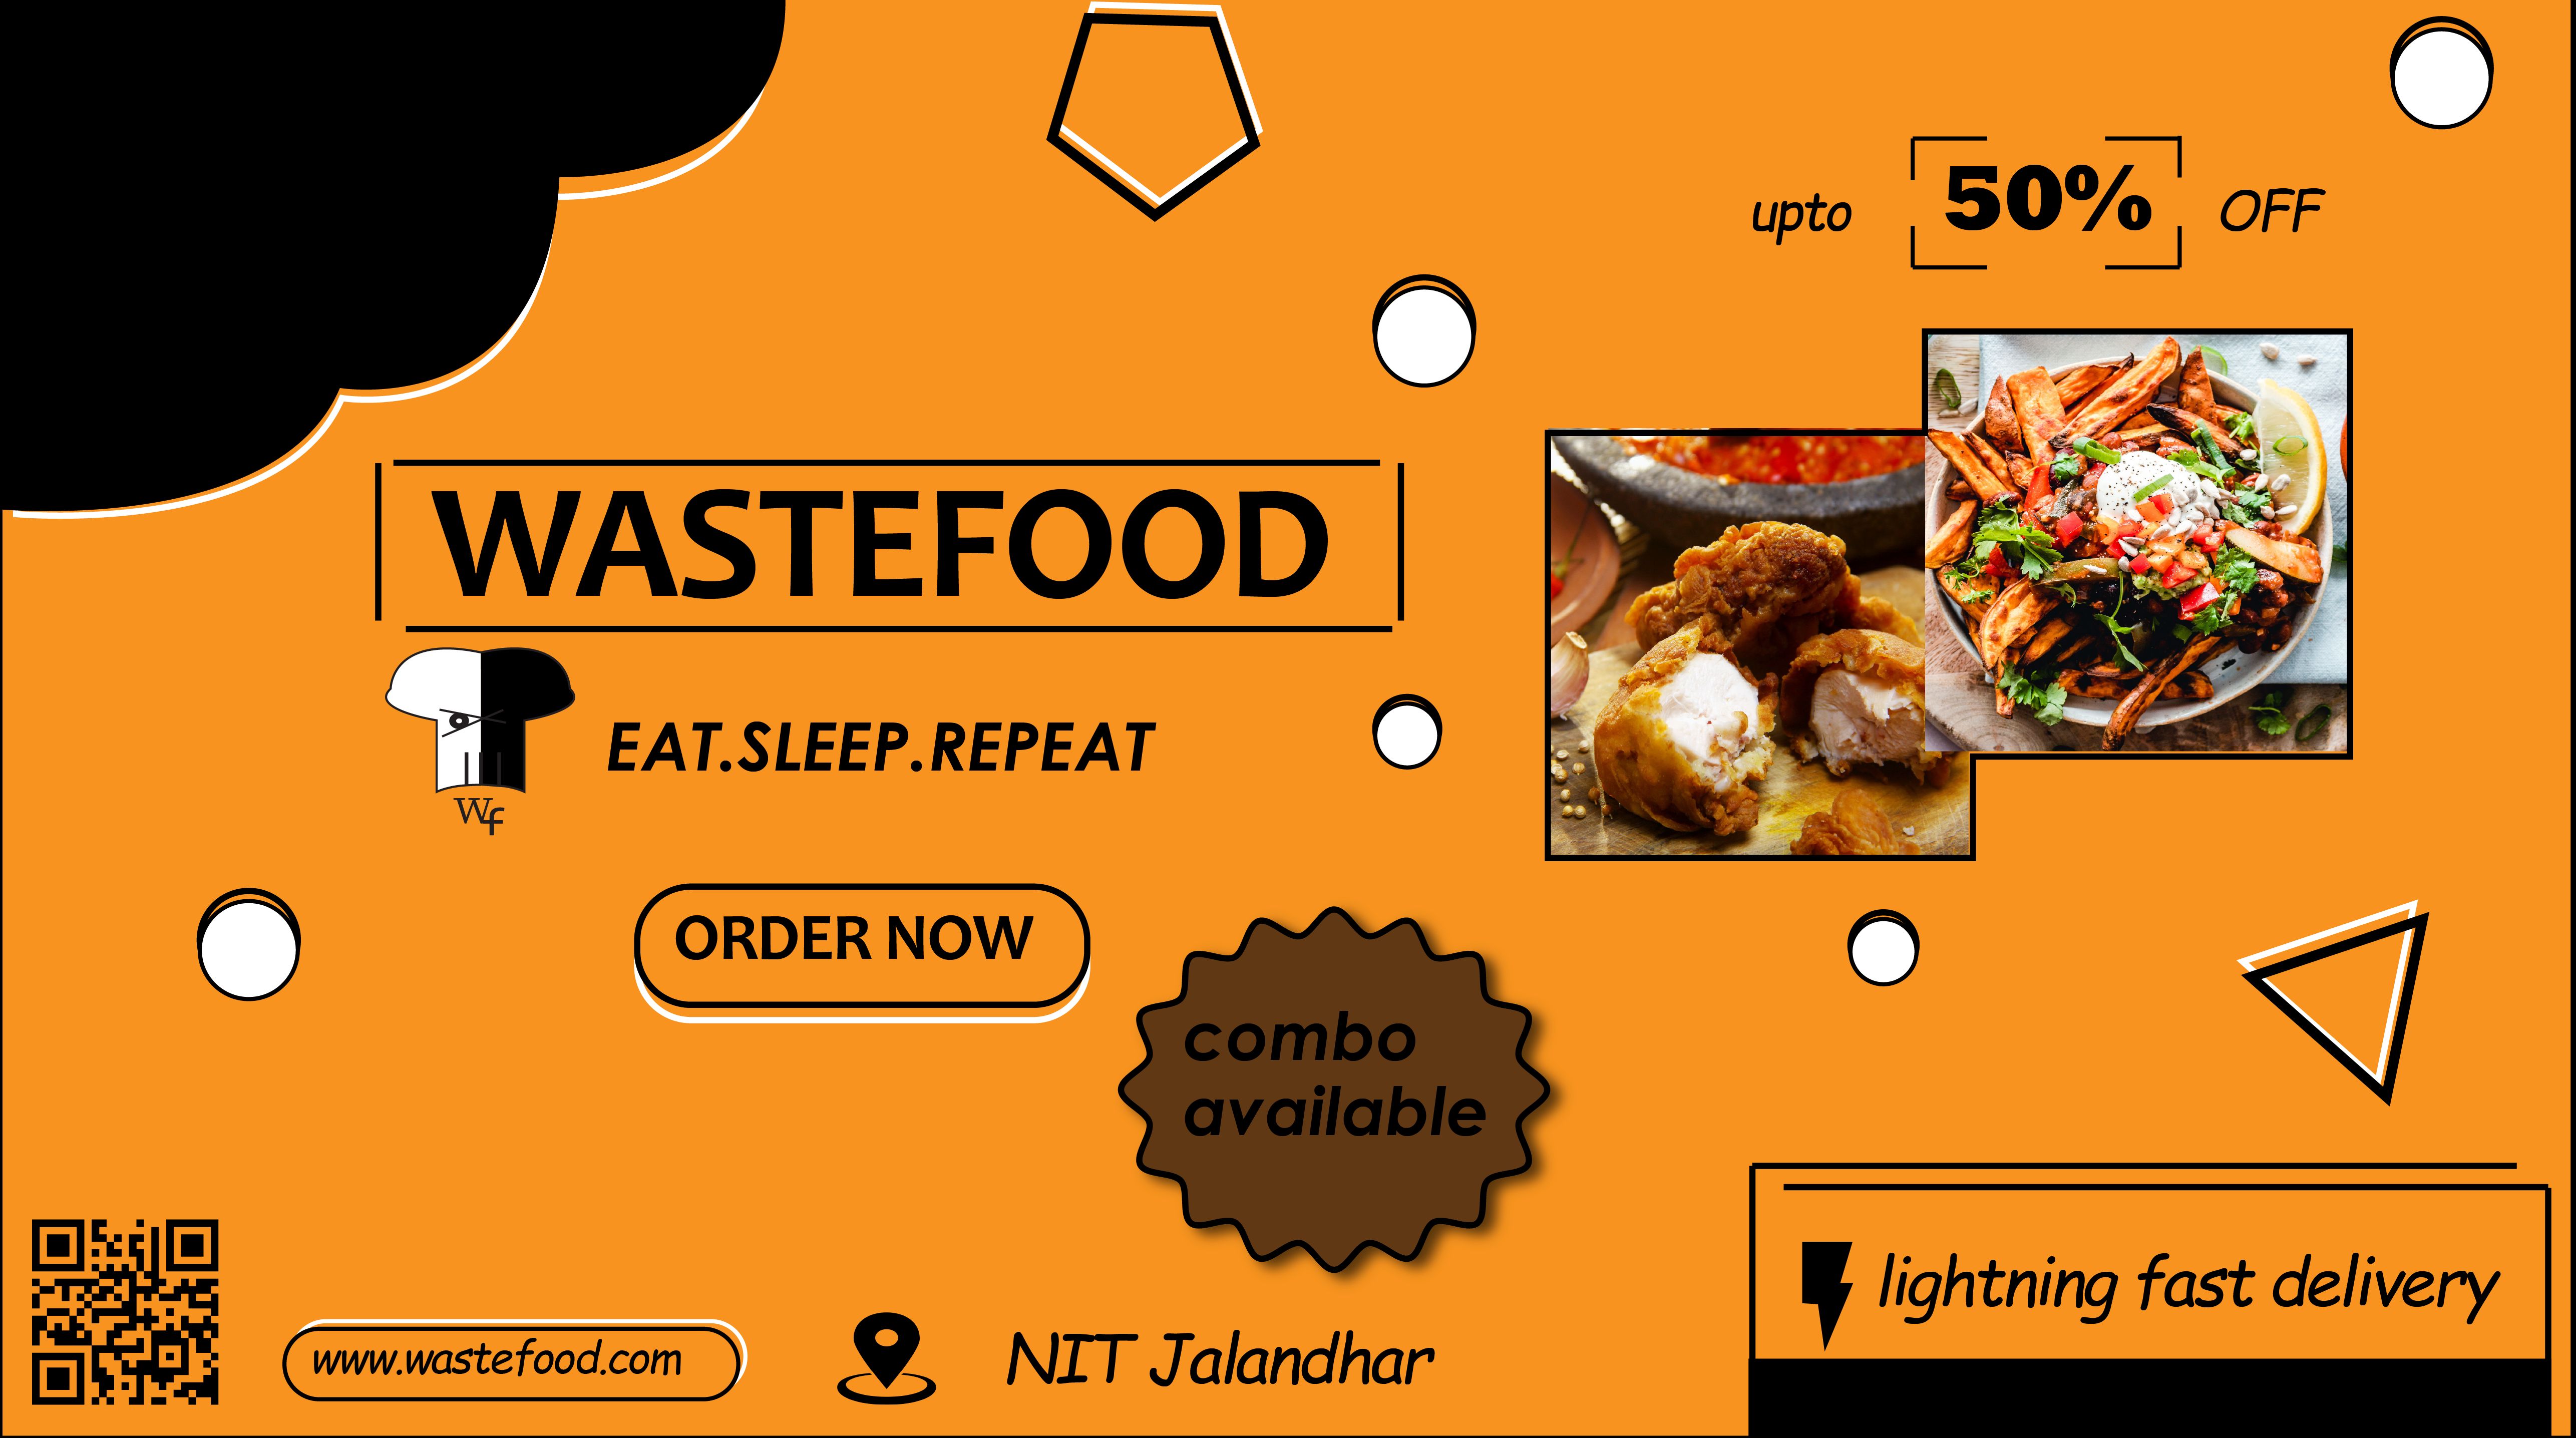 upto 50% OFF
WASTEFOOD
Wf
EAT.SLEEP.REPEAT
ORDER NOW
combo
available
lightning fast delivery
www.wastefood.com
NIT Jalandhar